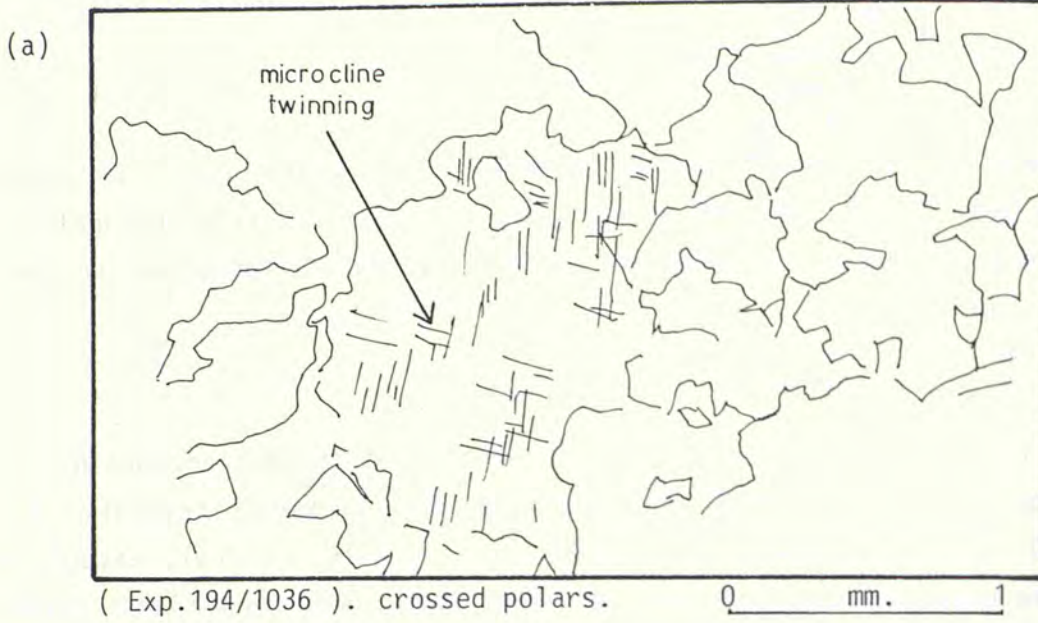 (a)
microcline
twinning
( Exp.194/1036 ). crossed polars. 0 mm. 1